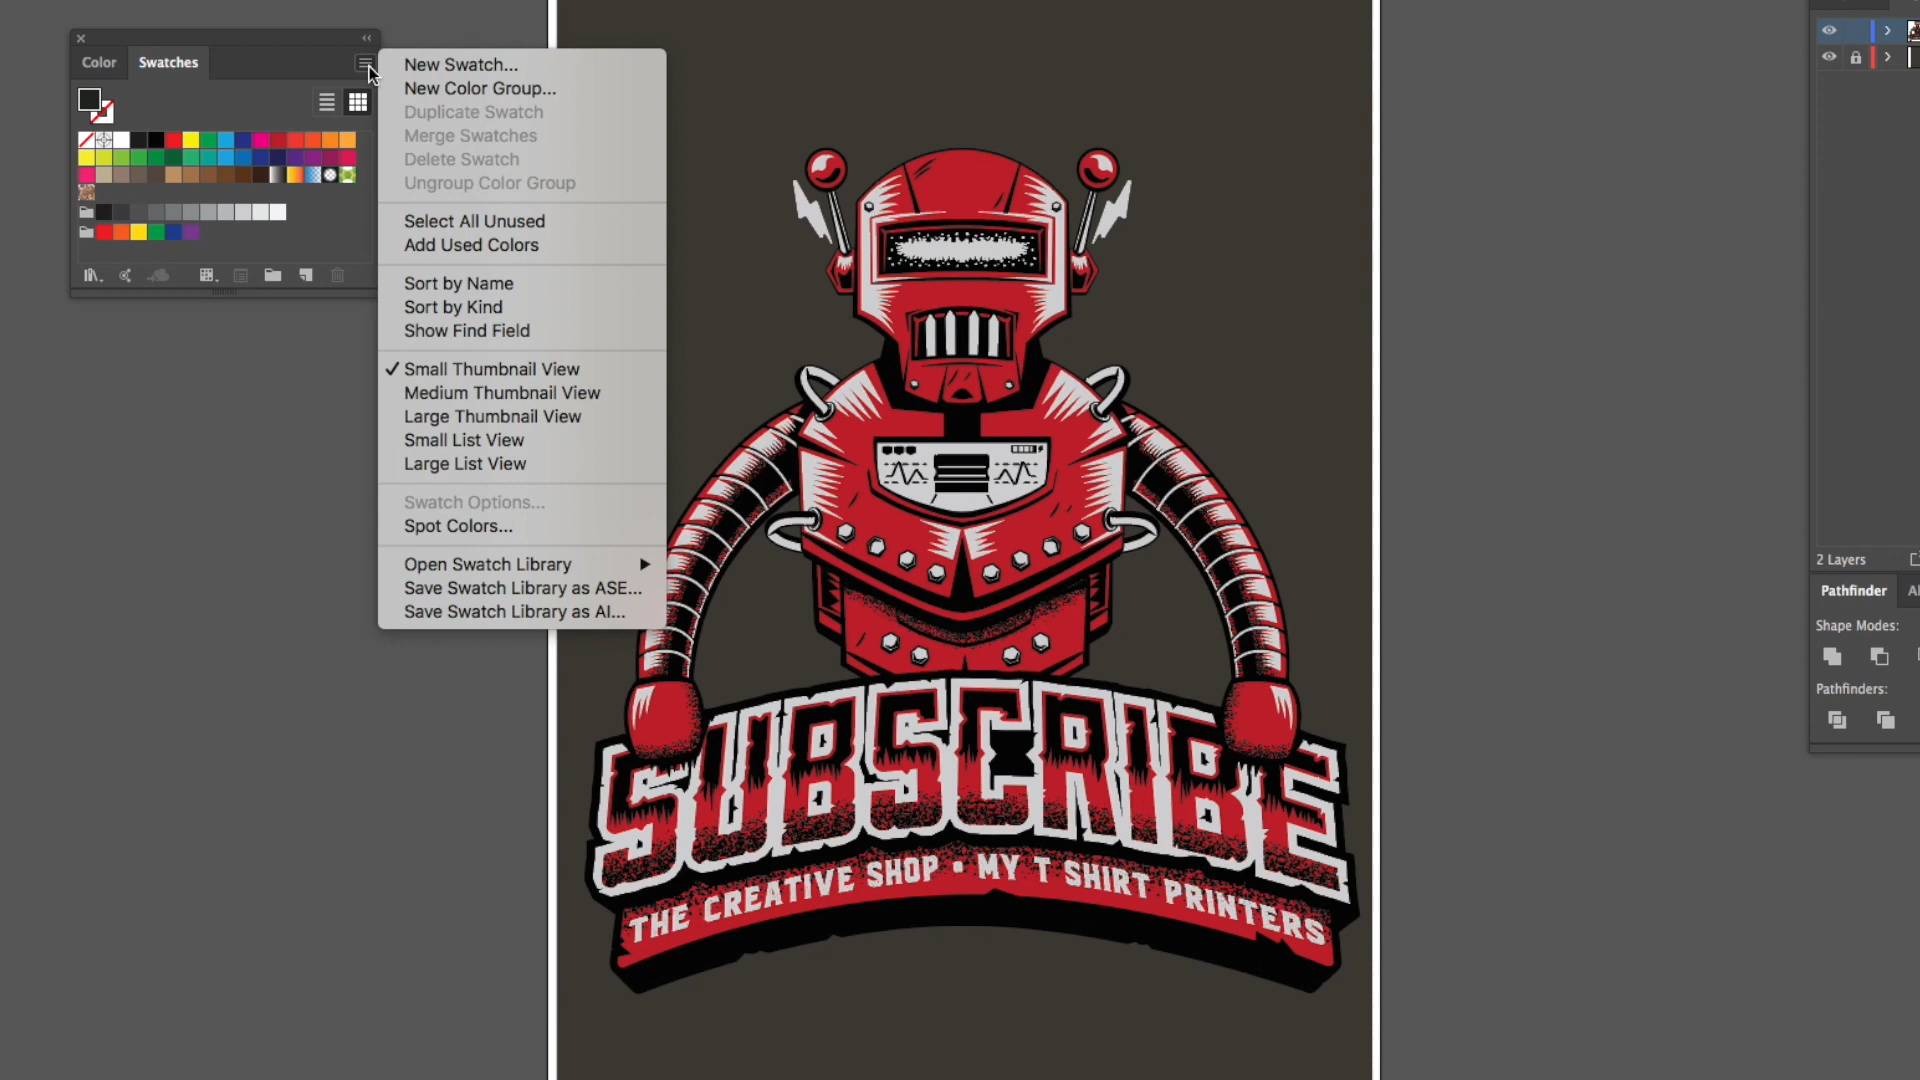 Color
Swatches
New Swatch...
New Color Group...
Duplicate Swatch
Merge Swatches
Delete Swatch
Ungroup Color Group
Select All Unused
Add Used Colors
Sort by Name
Sort by Kind
Show Find Field
✓ Small Thumbnail View
Medium Thumbnail View
Large Thumbnail View
Small List View
Large List View
Swatch Options...
Spot Colors...
Open Swatch Library
Save Swatch Library as ASE...
Save Swatch Library as AI...
SUBSCRIBE
THE CREATIVE SHOP • MY T SHIRT PRINTERS
2 Layers
Pathfinder
Shape Modes:
Pathfinders: